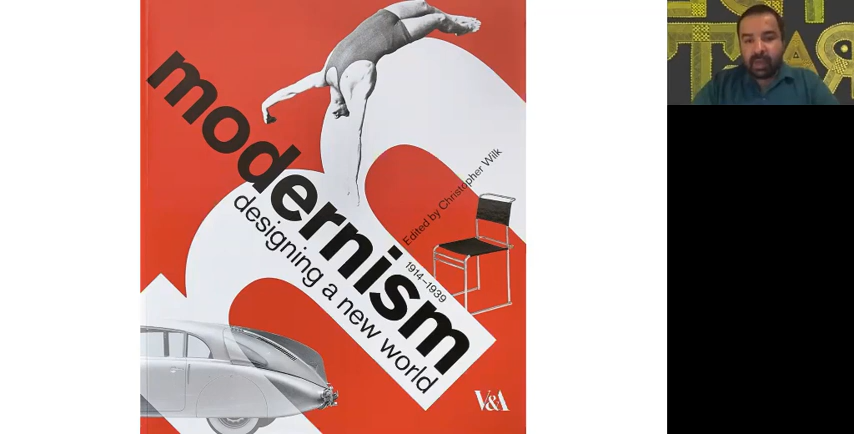 modernism
designing a new world
1914–1939
Edited by Christopher Wilk
V&A